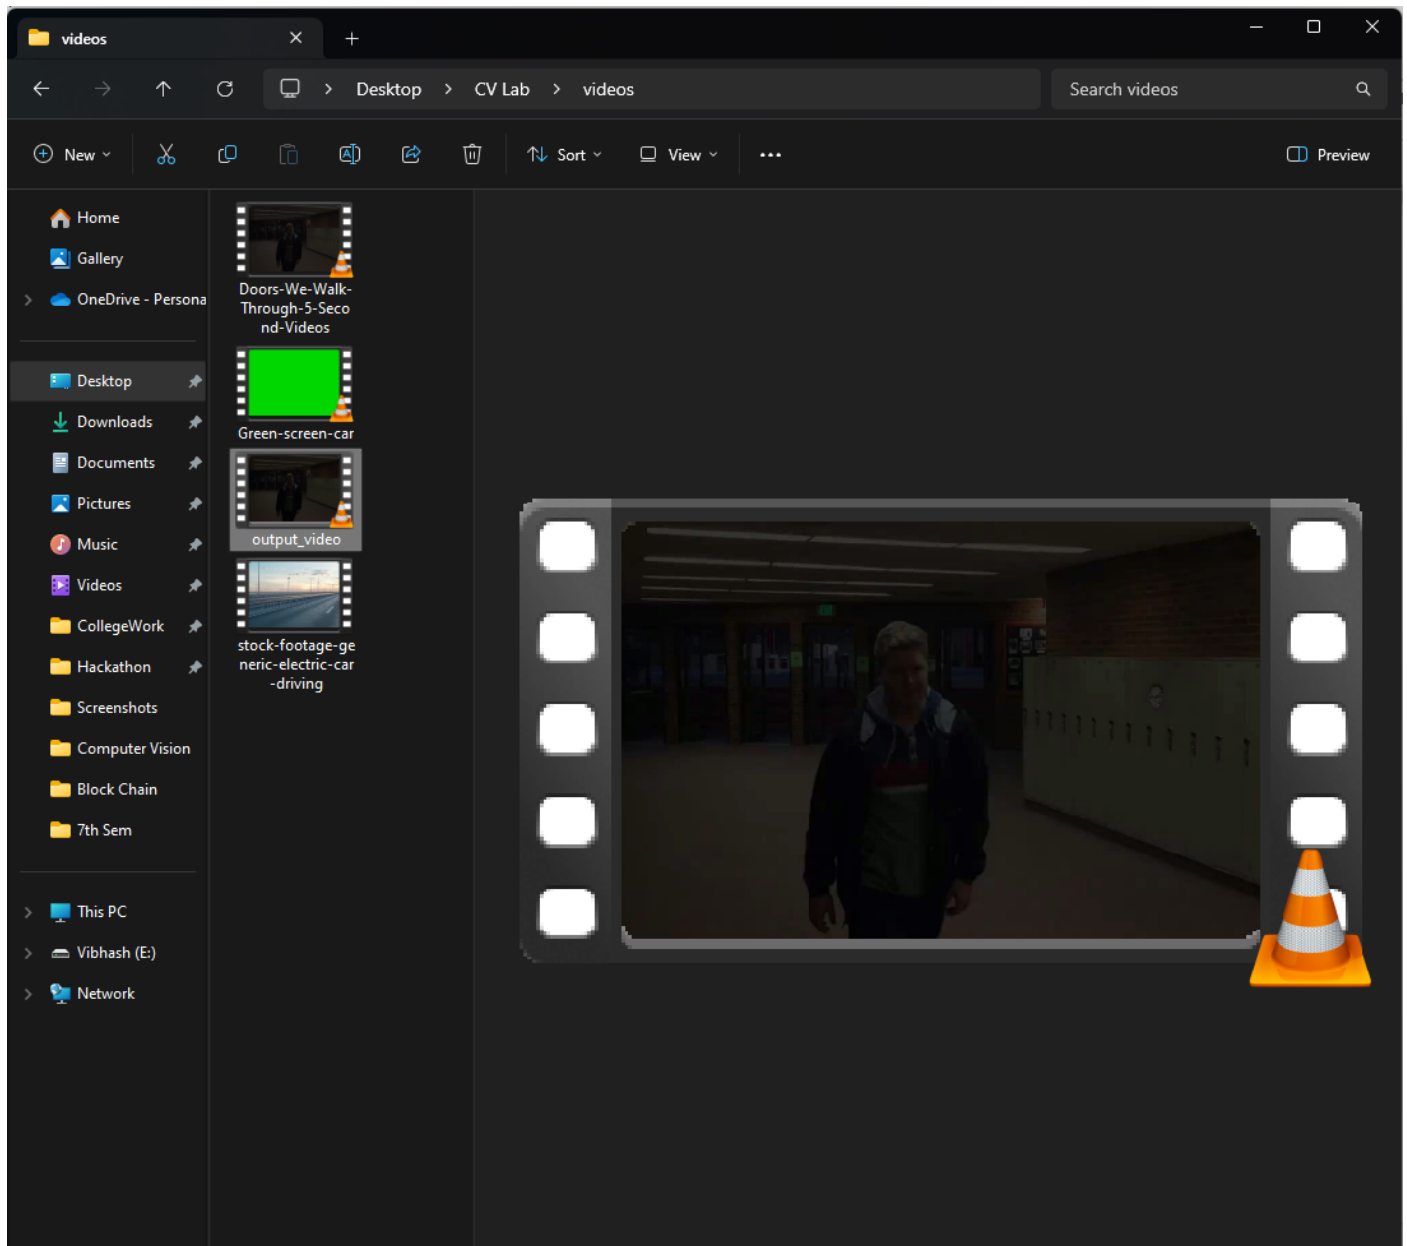 videos
Desktop > CV Lab > videos
Search videos
New
Sort
View
Preview
Home
Gallery
OneDrive - Persona
Desktop
Downloads
Documents
Pictures
Music
Videos
CollegeWork
Hackathon
Screenshots
Computer Vision
Block Chain
7th Sem
This PC
Vibhash (E:)
Network
Doors-We-Walk-
Through-5-Seco
nd-Videos
Green-screen-car
output_video
stock-footage-ge
neric-electric-car
-driving